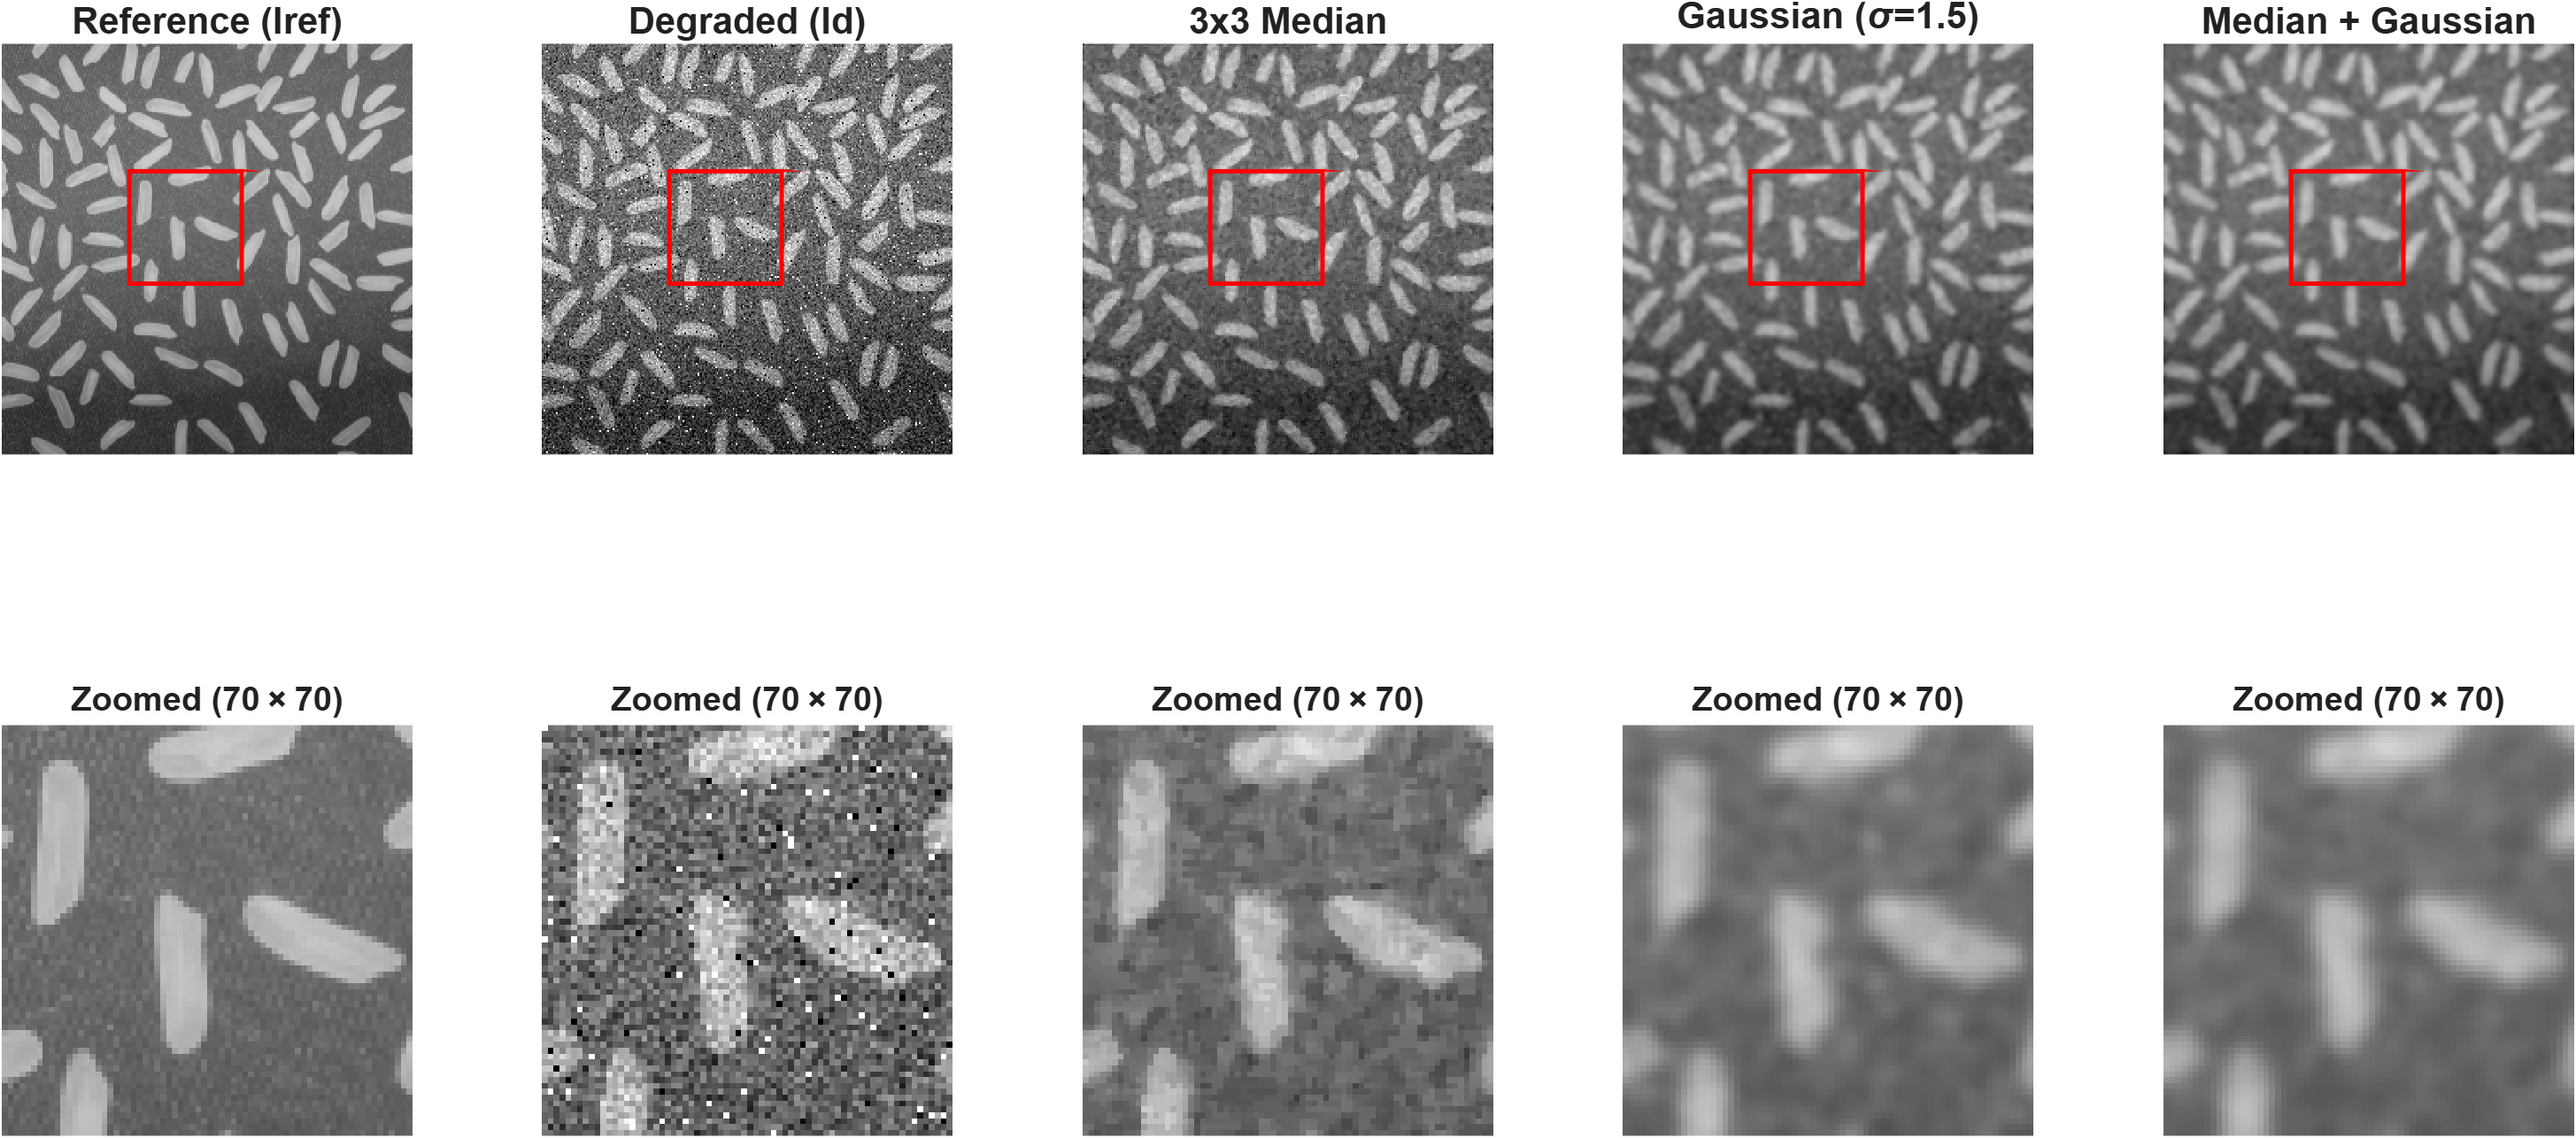 Reference (Iref)
Degraded (Id)
3x3 Median
Gaussian (σ=1.5)
Median + Gaussian
Zoomed (70 × 70)
Zoomed (70 × 70)
Zoomed (70 × 70)
Zoomed (70 × 70)
Zoomed (70 × 70)